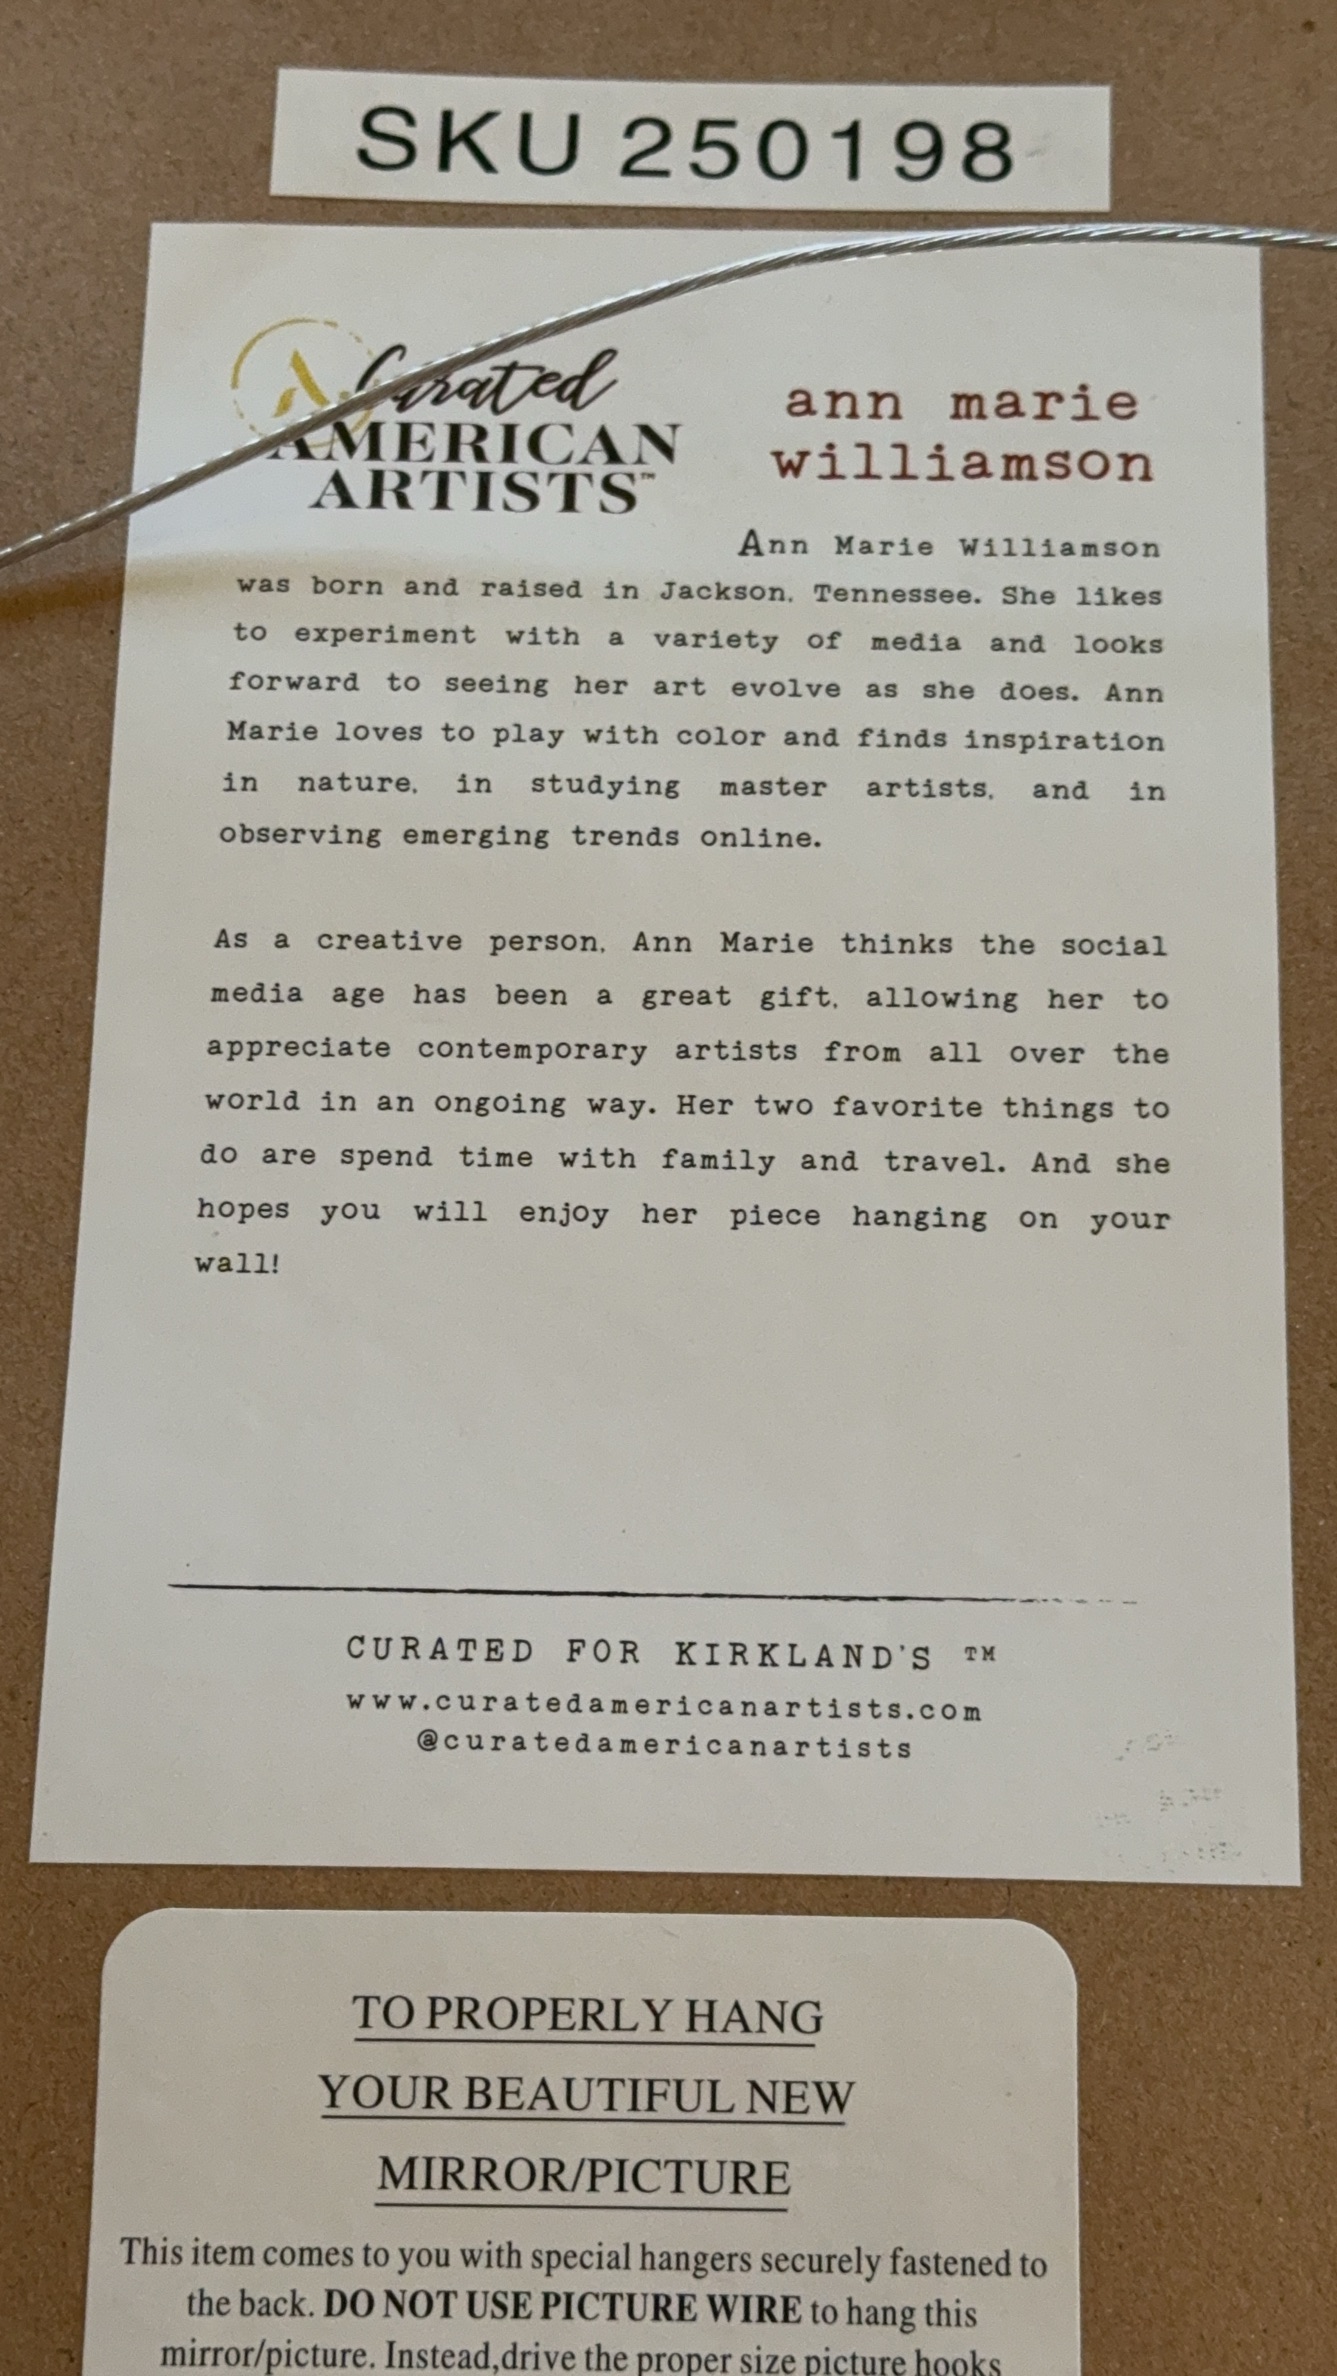 SKU 250198
Curated
AMERICAN
ARTISTS™
ann marie
williamson
Ann Marie Williamson
was born and raised in Jackson, Tennessee. She likes
to experiment with a variety of media and looks
forward to seeing her art evolve as she does. Ann
Marie loves to play with color and finds inspiration
in nature, in studying master artists, and in
observing emerging trends online.
As a creative person, Ann Marie thinks the social
media age has been a great gift, allowing her to
appreciate contemporary artists from all over the
world in an ongoing way. Her two favorite things to
do are spend time with family and travel. And she
hopes you will enjoy her piece hanging on your
wall!
CURATED FOR KIRKLAND'S ™
www.curatedamericanartists.com
@curatedamericanartists
TO PROPERLY HANG
YOUR BEAUTIFUL NEW
MIRROR/PICTURE
This item comes to you with special hangers securely fastened to
the back. DO NOT USE PICTURE WIRE to hang this
mirror/picture. Instead,drive the proper size picture hooks